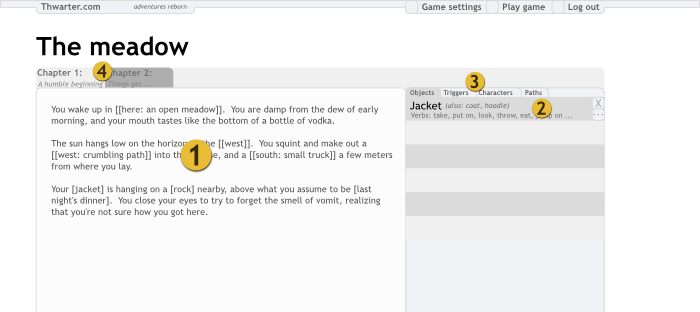 Thwarter.com adventures reborn Game settings Play game Log out
The meadow
Chapter 1: 4 hapter 2:
A humble beginning Things get ...
3
Objects Triggers Characters Paths
Jacket (also: coat, hoodie) 2 X
Verbs: take, put on, look, throw, eat, on ...
You wake up in [[here: an open meadow]]. You are damp from the dew of early
morning, and your mouth tastes like the bottom of a bottle of vodka.
The sun hangs low on the horizon he [[west]]. You squint and make out a
[[west: crumbling path]] into th 1 e, and a [[south: small truck]] a few meters
from where you lay.
Your [jacket] is hanging on a [rock] nearby, above what you assume to be [last
night's dinner]. You close your eyes to try to forget the smell of vomit, realizing
that you're not sure how you got here.